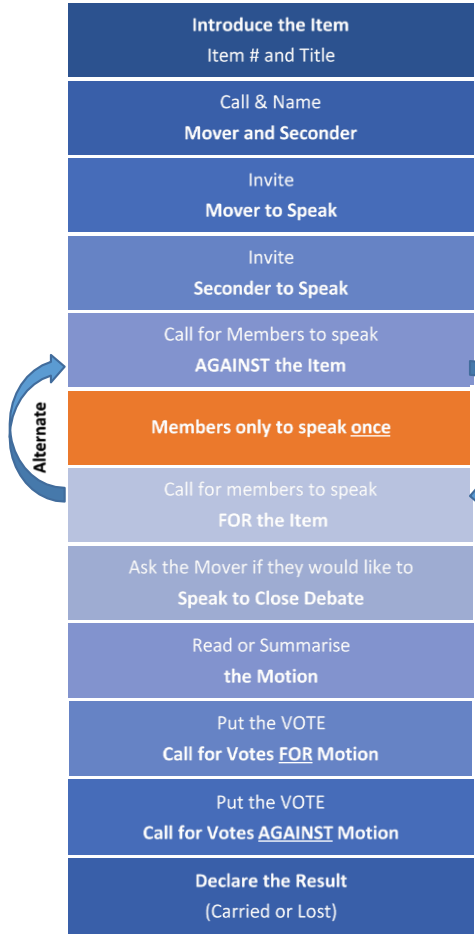 Introduce the Item
Item # and Title
Call & Name
Mover and Seconder
Invite
Mover to Speak
Invite
Seconder to Speak
Call for Members to speak
AGAINST the Item
Alternate
Members only to speak once
Call for members to speak
FOR the Item
Ask the Mover if they would like to
Speak to Close Debate
Read or Summarise
the Motion
Put the VOTE
Call for Votes FOR Motion
Put the VOTE
Call for Votes AGAINST Motion
Declare the Result
(Carried or Lost)